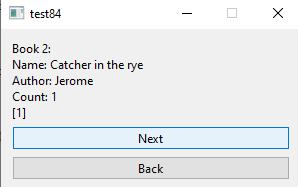 test84
Book 2:
Name: Catcher in the rye
Author: Jerome
Count: 1
[1]
Next
Back